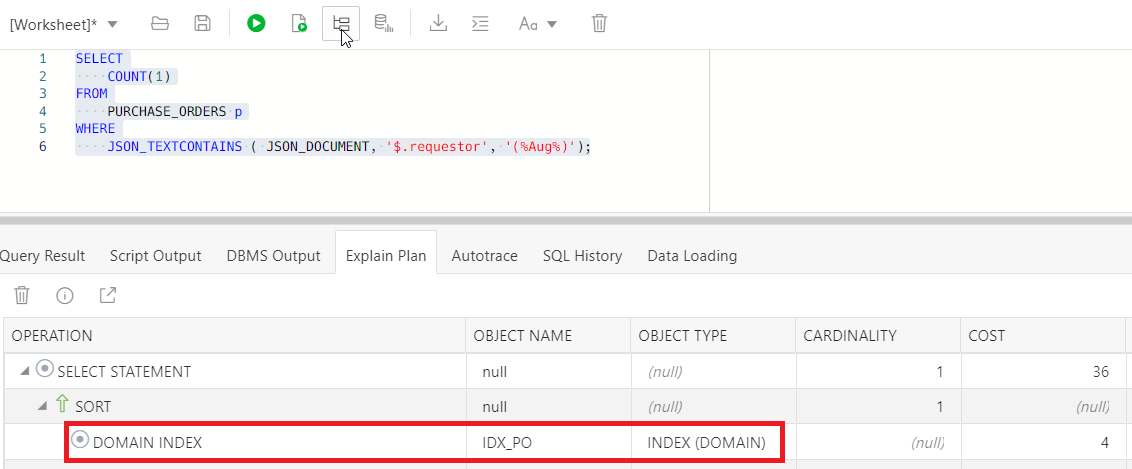 [Worksheet]*
Aa
1 SELECT
2 COUNT(1)
3 FROM
4 PURCHASE_ORDERS p
5 WHERE
6 JSON_TEXTCONTAINS ( JSON_DOCUMENT, '$.requestor', '(%Aug%)');
Query Result Script Output DBMS Output Explain Plan Autotrace SQL History Data Loading
OPERATION OBJECT NAME OBJECT TYPE CARDINALITY COST
SELECT STATEMENT null (null) 1 36
SORT null (null) 1 (null)
DOMAIN INDEX IDX_PO INDEX (DOMAIN) (null) 4